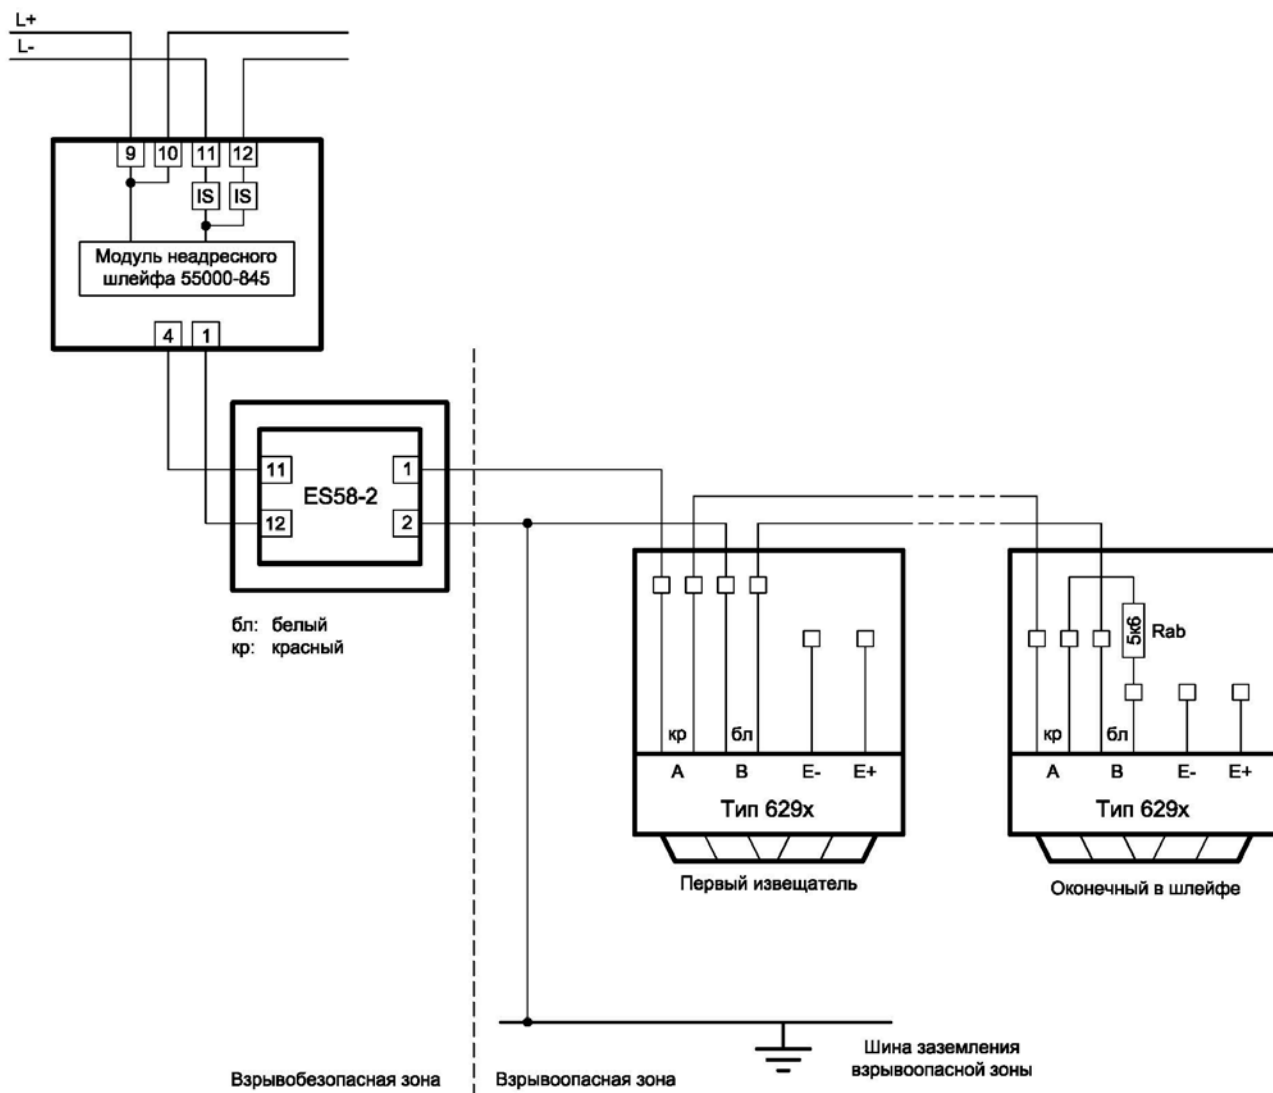 L+
L-
9 10 11 12
IS IS
Модуль неадресного
шлейфа 55000-845
4 1
11 1
ES58-2
12 2
бл: белый
кр: красный
5к6 Rab
кр бл
A B E- E+
Тип 629х
Первый извещатель
кр бл
A B E- E+
Тип 629х
Оконечный в шлейфе
Шина заземления
взрывоопасной зоны
Взрывобезопасная зона
Взрывоопасная зона